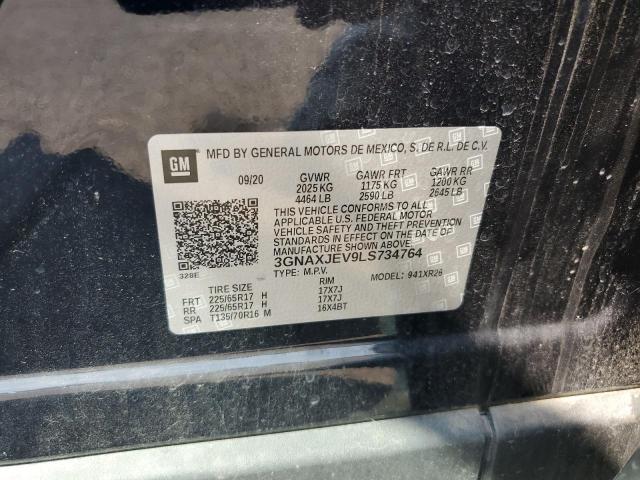 GM MFD BY GENERAL MOTORS DE MEXICO, S. DE R.L. DE C.V.
09/20 GVWR GAWR FRT GAWR RR
2025 KG 1175 KG 1200 KG
4464 LB 2590 LB 2645 LB
THIS VEHICLE CONFORMS TO ALL
APPLICABLE U.S. FEDERAL MOTOR
VEHICLE SAFETY AND THEFT PREVENTION
STANDARDS IN EFFECT ON THE DATE OF
MANUFACTURE SHOWN ABOVE.
3GNAXJEV9LS734764
328E TYPE: M.P.V. MODEL: 941XR26
TIRE SIZE RIM
FRT 225/65R17 H 17X7J
RR 225/65R17 H 17X7J
SPA T135/70R16 M 16X4BT